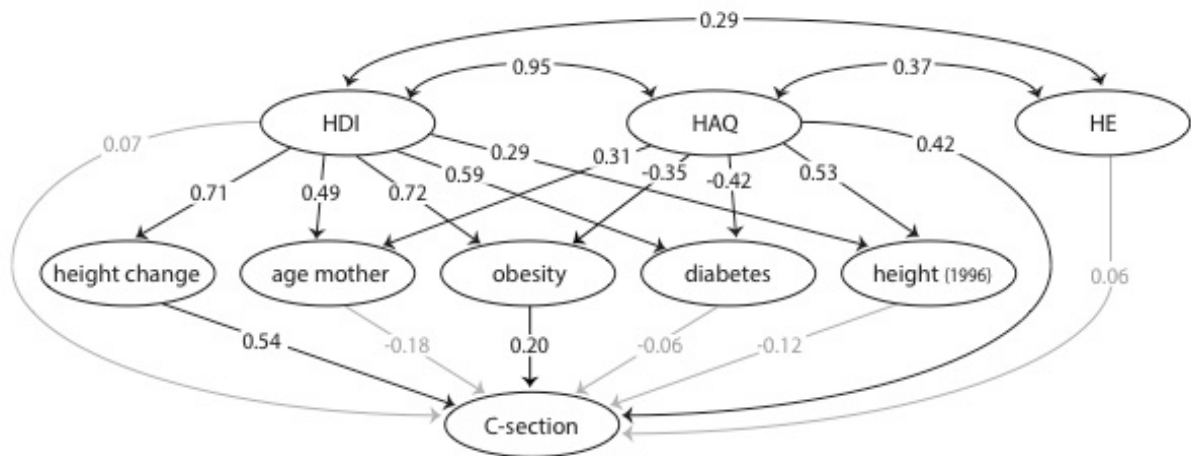 0.29
0.95
0.37
HDI
HAQ
HE
0.07
0.29
0.31
0.42
0.71
0.49
0.72
0.59
-0.35
-0.42
0.53
height change
age mother
obesity
diabetes
height (1996)
0.06
0.54
-0.18
0.20
-0.06
-0.12
C-section